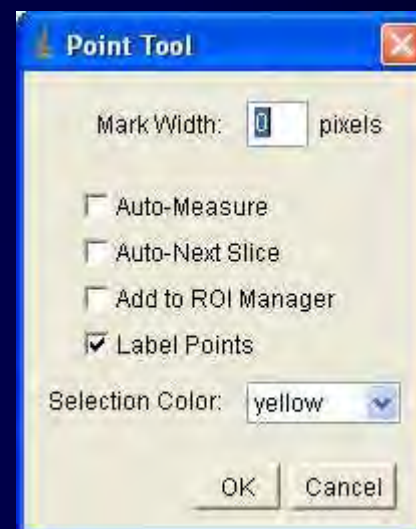 Point Tool
Mark Width: 0 pixels
Auto-Measure
Auto-Next Slice
Add to ROI Manager
Label Points
Selection Color: yellow
OK Cancel